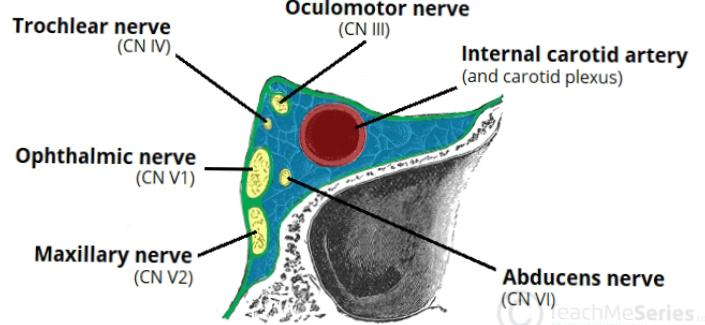 Oculomotor nerve
(CN III)
Trochlear nerve
(CN IV)
Internal carotid artery
(and carotid plexus)
Ophthalmic nerve
(CN V1)
Maxillary nerve
(CN V2)
Abducens nerve
(CN VI)
(C) TeachMeSeries